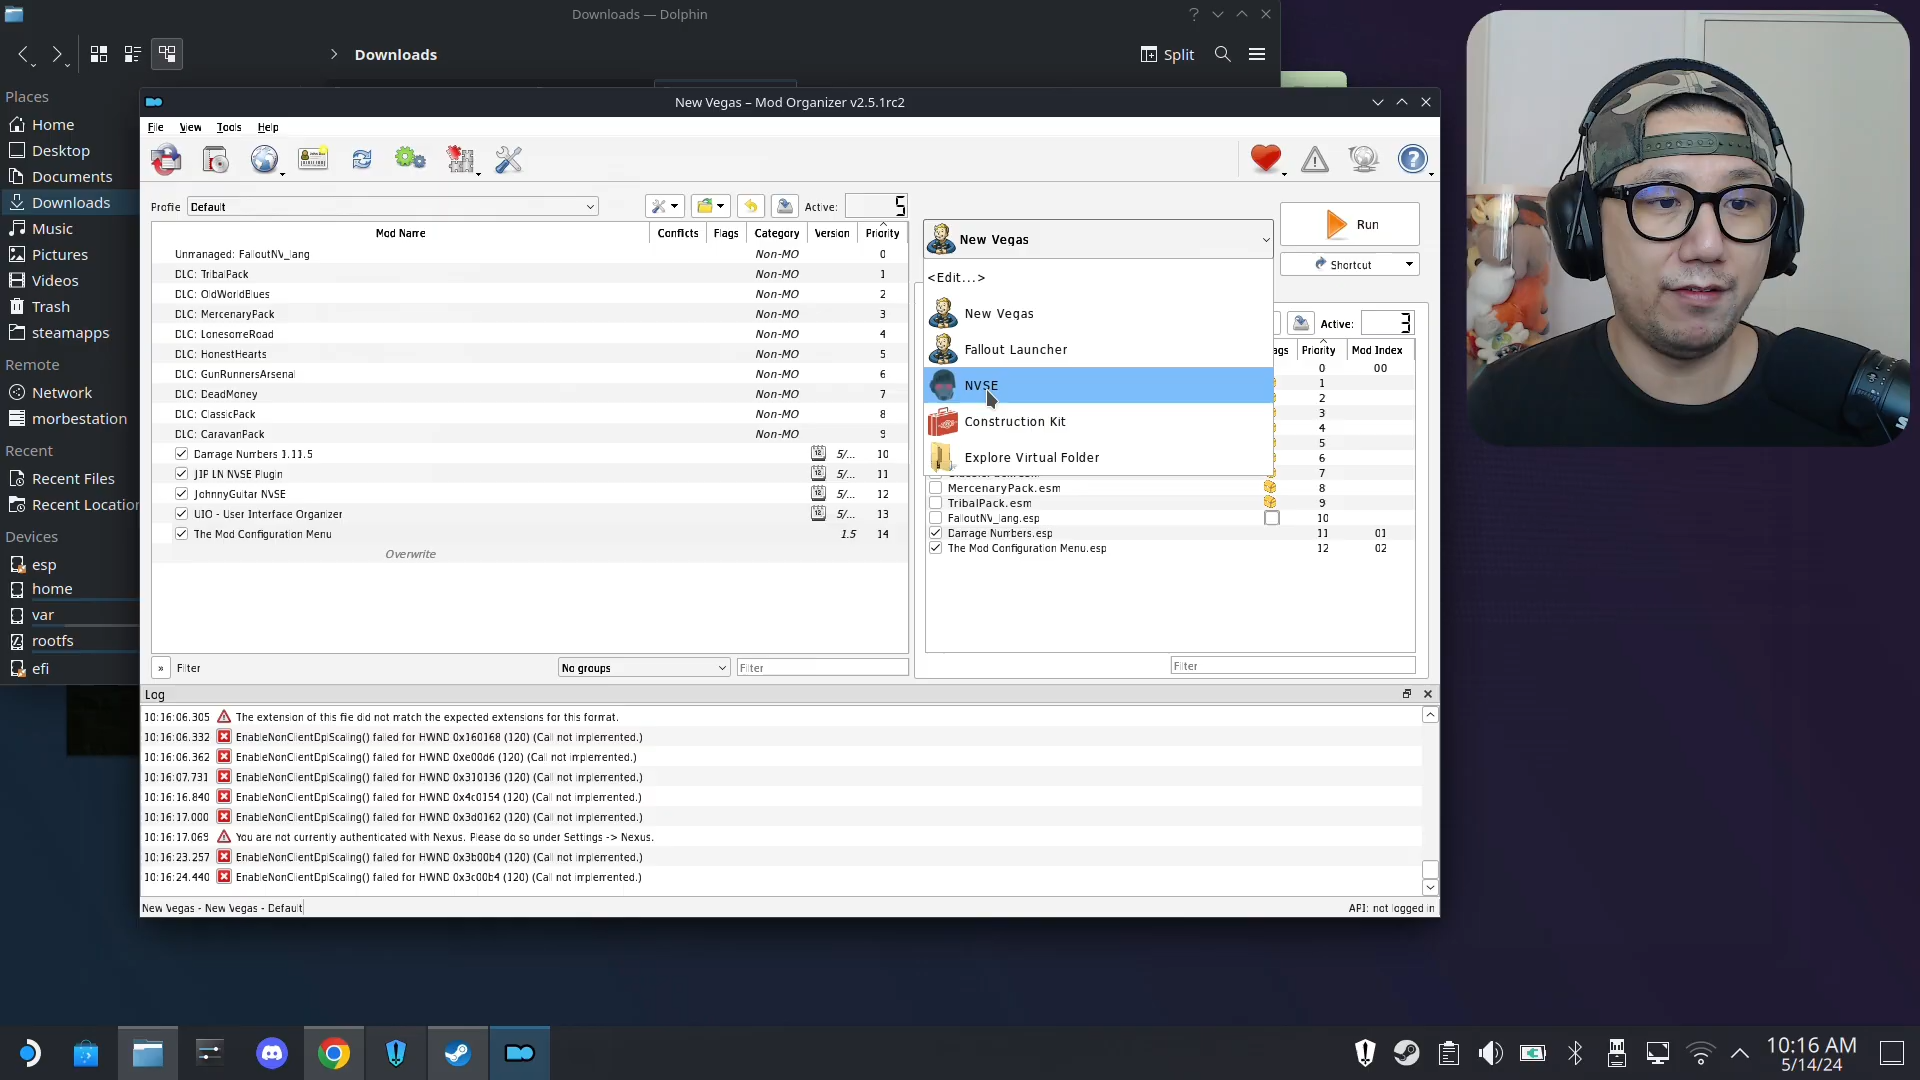 Downloads — Dolphin
Downloads
Split
Places
Home
Desktop
Documents
Downloads
Music
Pictures
Videos
Trash
steamapps
Remote
Network
morbestation
Recent
Recent Files
Recent Location
Devices
esp
home
var
rootfs
efi
New Vegas – Mod Organizer v2.5.1rc2
File View Tools Help
Profile Default Active: 5
Mod Name Conflicts Flags Category Version Priority
Unmanaged: FalloutNV_lang Non-MO 0
DLC: TribalPack Non-MO 1
DLC: OldWorldBlues Non-MO 2
DLC: MercenaryPack Non-MO 3
DLC: LonesomeRoad Non-MO 4
DLC: HonestHearts Non-MO 5
DLC: GunRunnersArsenal Non-MO 6
DLC: DeadMoney Non-MO 7
DLC: ClassicPack Non-MO 8
DLC: CaravanPack Non-MO 9
Damage Numbers 1.11.5 5/... 10
JIP LN NVSE Plugin 5/... 11
JohnnyGuitar NVSE 5/... 12
UIO - User Interface Organizer 5/... 13
The Mod Configuration Menu 1.5 14
Overwrite
» Filter No groups Filter
New Vegas
Run
Shortcut
<Edit...>
New Vegas
Fallout Launcher
NVSE
Construction Kit
Explore Virtual Folder
Active: 3
Priority Mod Index
0 00
1
2
3
4
5
6
7
MercenaryPack.esm 8
TribalPack.esm 9
FalloutNV_lang.esp 10
Damage Numbers.esp 11 01
The Mod Configuration Menu.esp 12 02
Filter
Log
10:16:06.305 The extension of this file did not match the expected extensions for this format.
10:16:06.332 EnableNonClientDpiScaling() failed for HWND 0x160168 (120) (Call not implemented.)
10:16:06.362 EnableNonClientDpiScaling() failed for HWND 0xe00d6 (120) (Call not implemented.)
10:16:07.731 EnableNonClientDpiScaling() failed for HWND 0x310136 (120) (Call not implemented.)
10:16:16.840 EnableNonClientDpiScaling() failed for HWND 0x4c0154 (120) (Call not implemented.)
10:16:17.000 EnableNonClientDpiScaling() failed for HWND 0x3d0162 (120) (Call not implemented.)
10:16:17.069 You are not currently authenticated with Nexus. Please do so under Settings -> Nexus.
10:16:23.257 EnableNonClientDpiScaling() failed for HWND 0x3b00b4 (120) (Call not implemented.)
10:16:24.440 EnableNonClientDpiScaling() failed for HWND 0x3c00b4 (120) (Call not implemented.)
New Vegas - New Vegas - Default
API: not logged in
10:16 AM
5/14/24